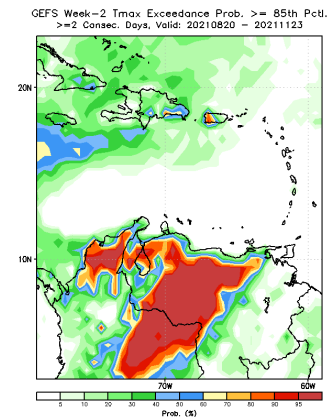 GEFS Week-2 Tmax Exceedance Prob. >= 85th Pctl.
>=2 Consec. Days, Valid: 20210820 - 20211123
20N
10N
70W 60W
5 10 20 30 40 50 60 70 80 90 95
Prob. (%)